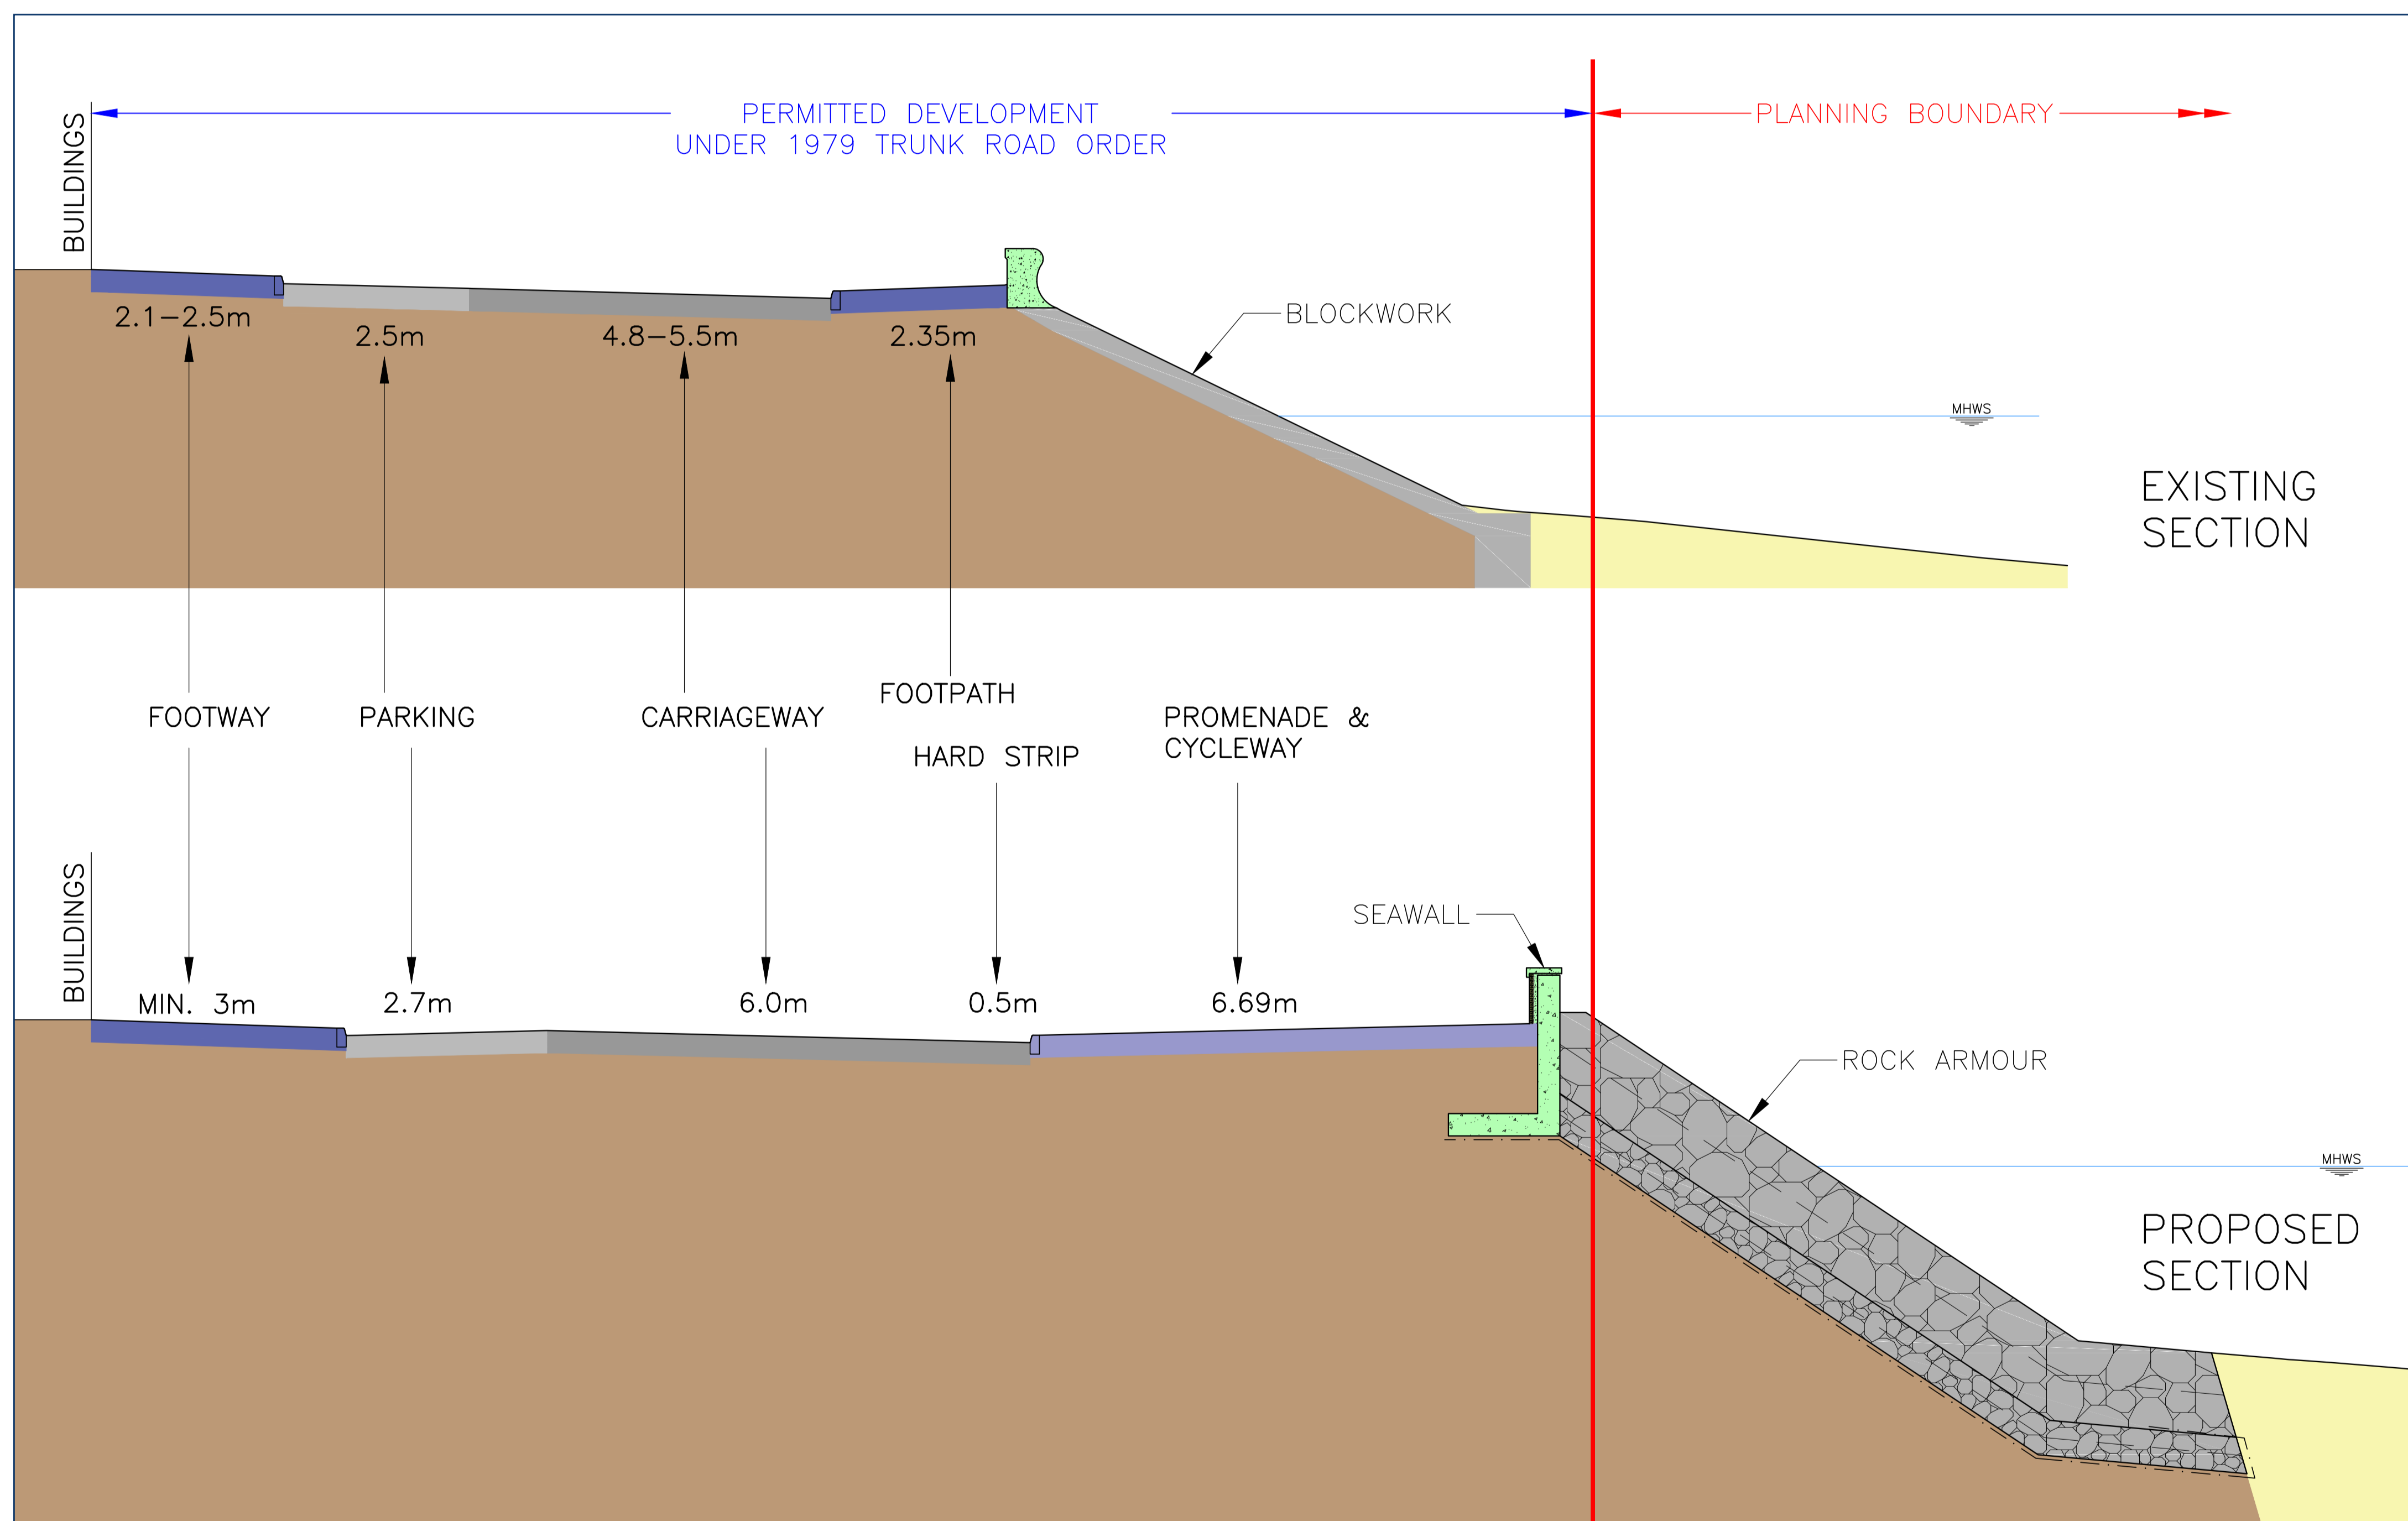 PERMITTED DEVELOPMENT
UNDER 1979 TRUNK ROAD ORDER
PLANNING BOUNDARY
BUILDINGS
2.1-2.5m
2.5m
4.8-5.5m
2.35m
BLOCKWORK
MHWS
EXISTING
SECTION
FOOTWAY
PARKING
CARRIAGEWAY
FOOTPATH
HARD STRIP
PROMENADE &
CYCLEWAY
BUILDINGS
SEAWALL
MIN. 3m
2.7m
6.0m
0.5m
6.69m
ROCK ARMOUR
MHWS
PROPOSED
SECTION